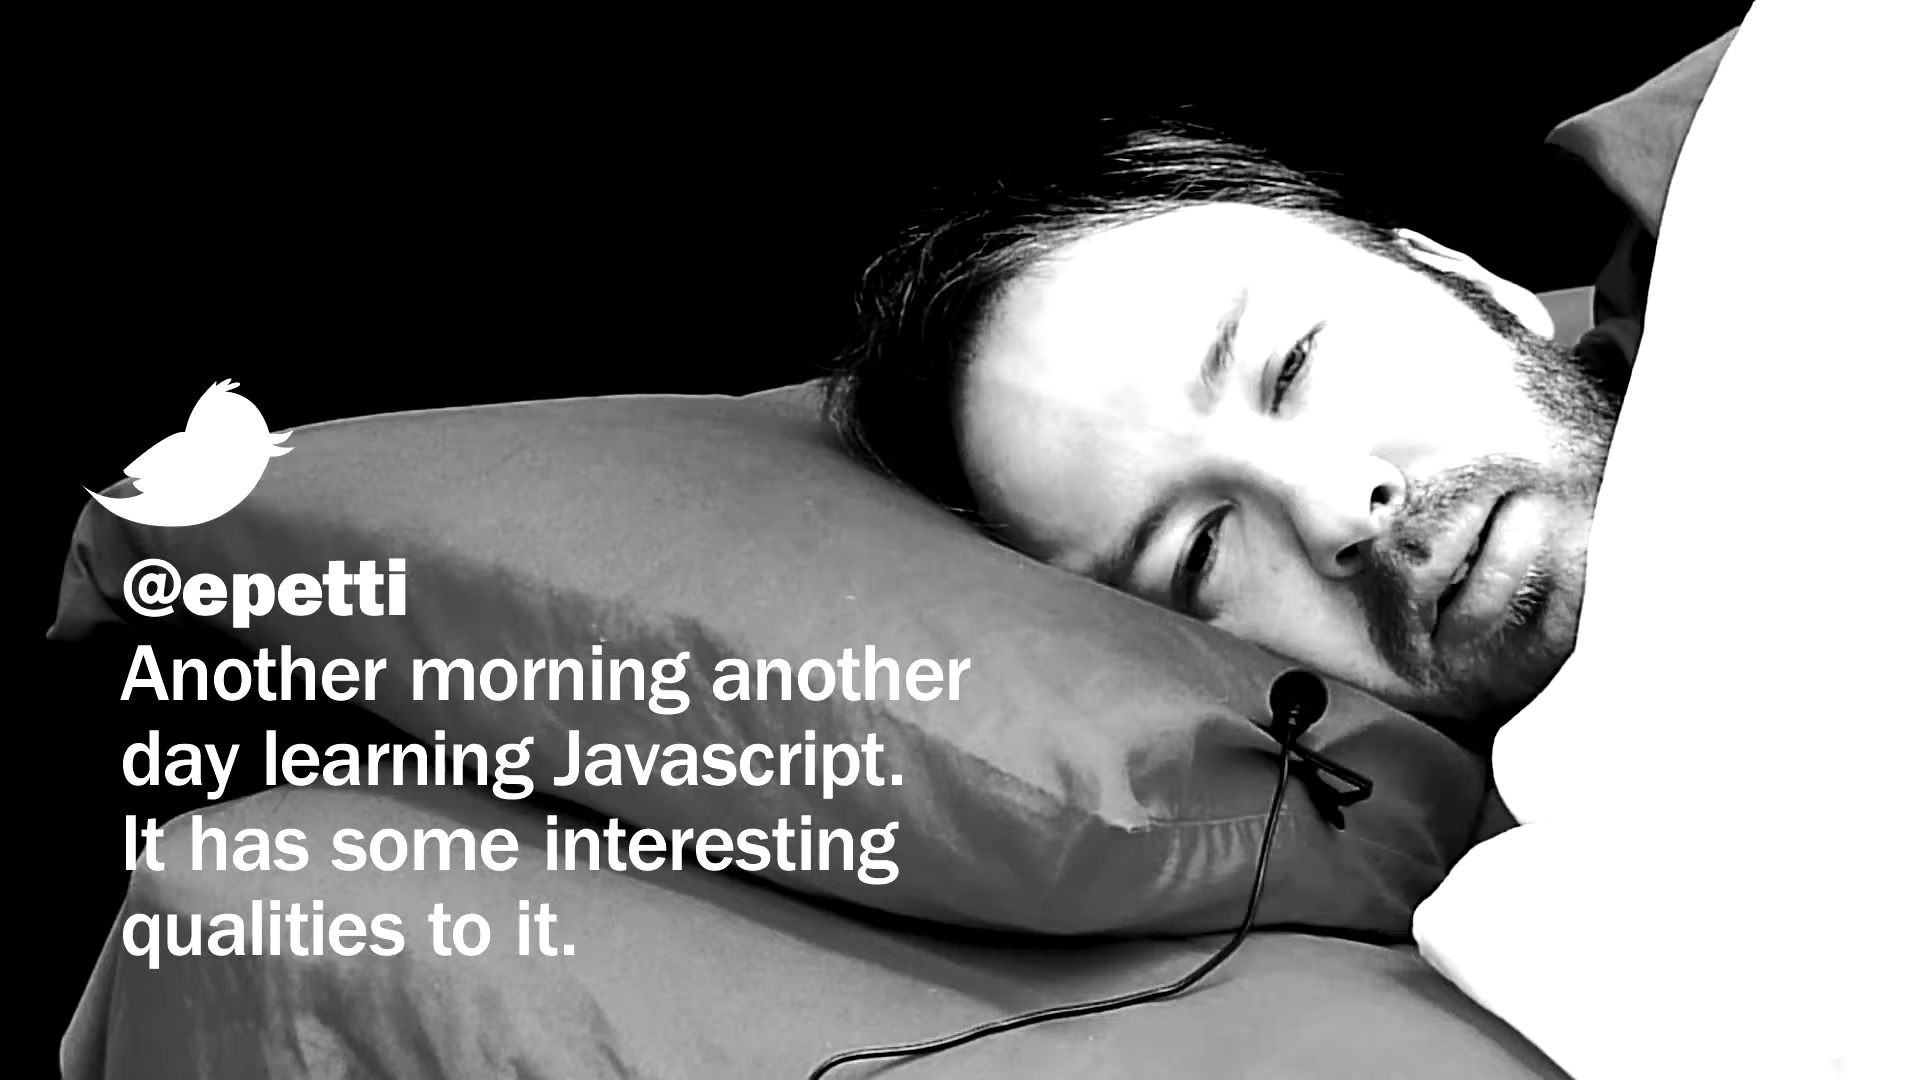 @epetti
Another morning another
day learning Javascript.
It has some interesting
qualities to it.